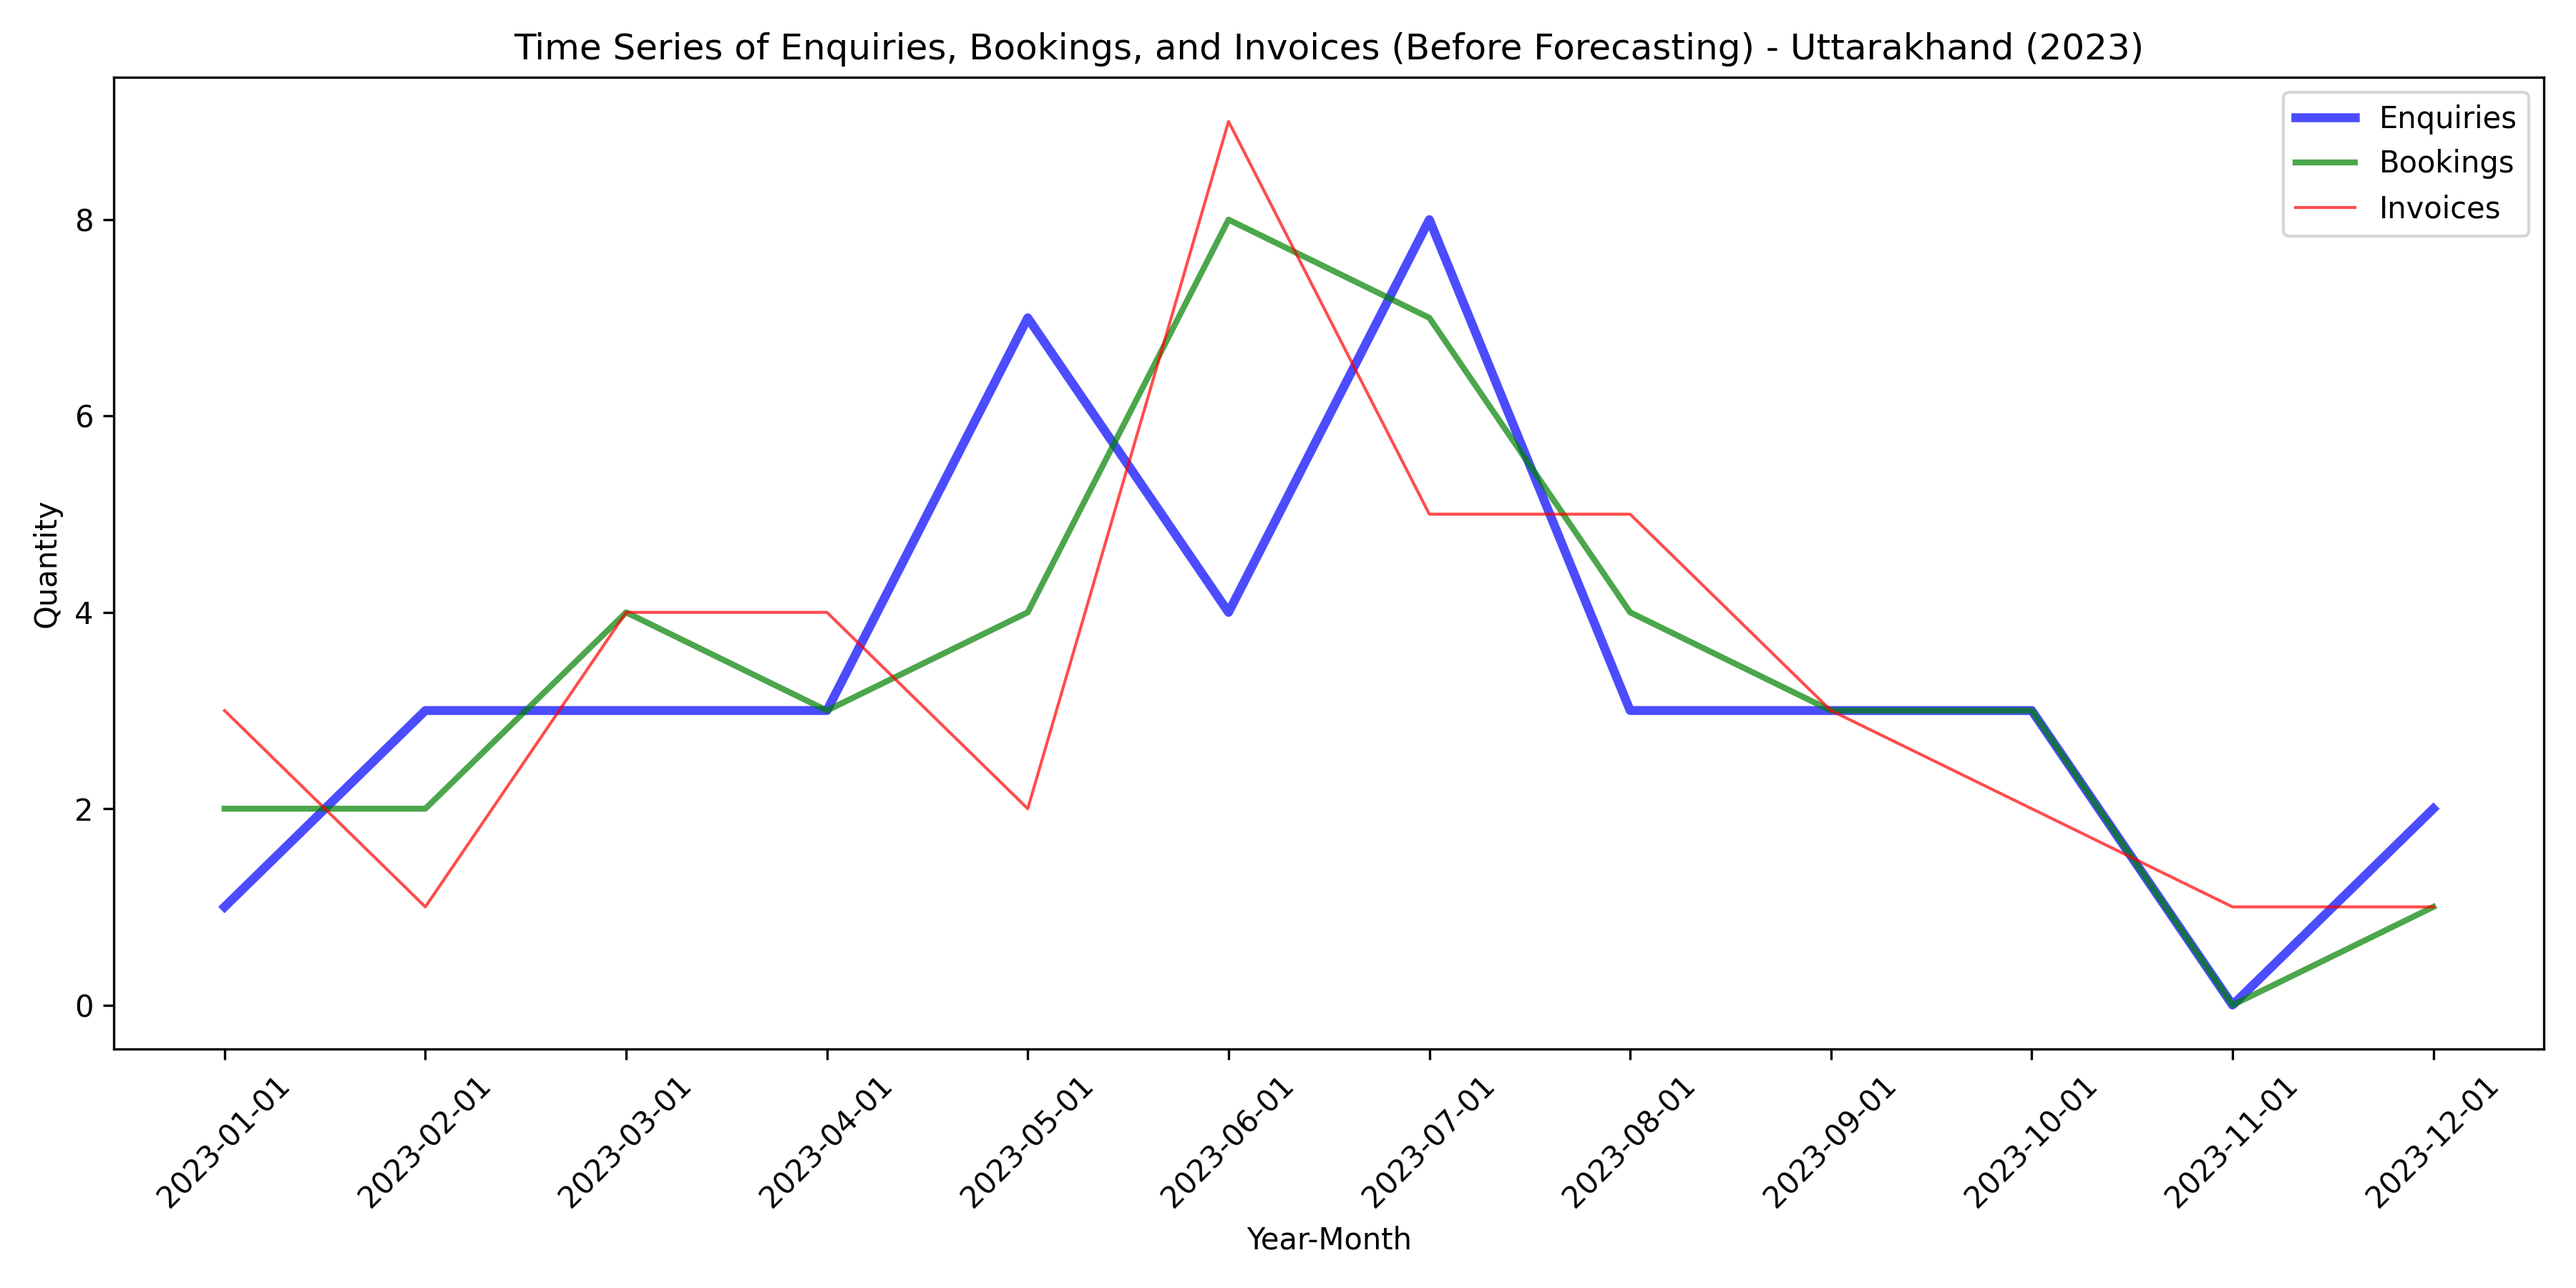 Time Series of Enquiries, Bookings, and Invoices (Before Forecasting) - Uttarakhand (2023)
Enquiries
Bookings
Invoices
Quantity
8
6
4
2
0
2023-01-01
2023-02-01
2023-03-01
2023-04-01
2023-05-01
2023-06-01
2023-07-01
2023-08-01
2023-09-01
2023-10-01
2023-11-01
2023-12-01
Year-Month